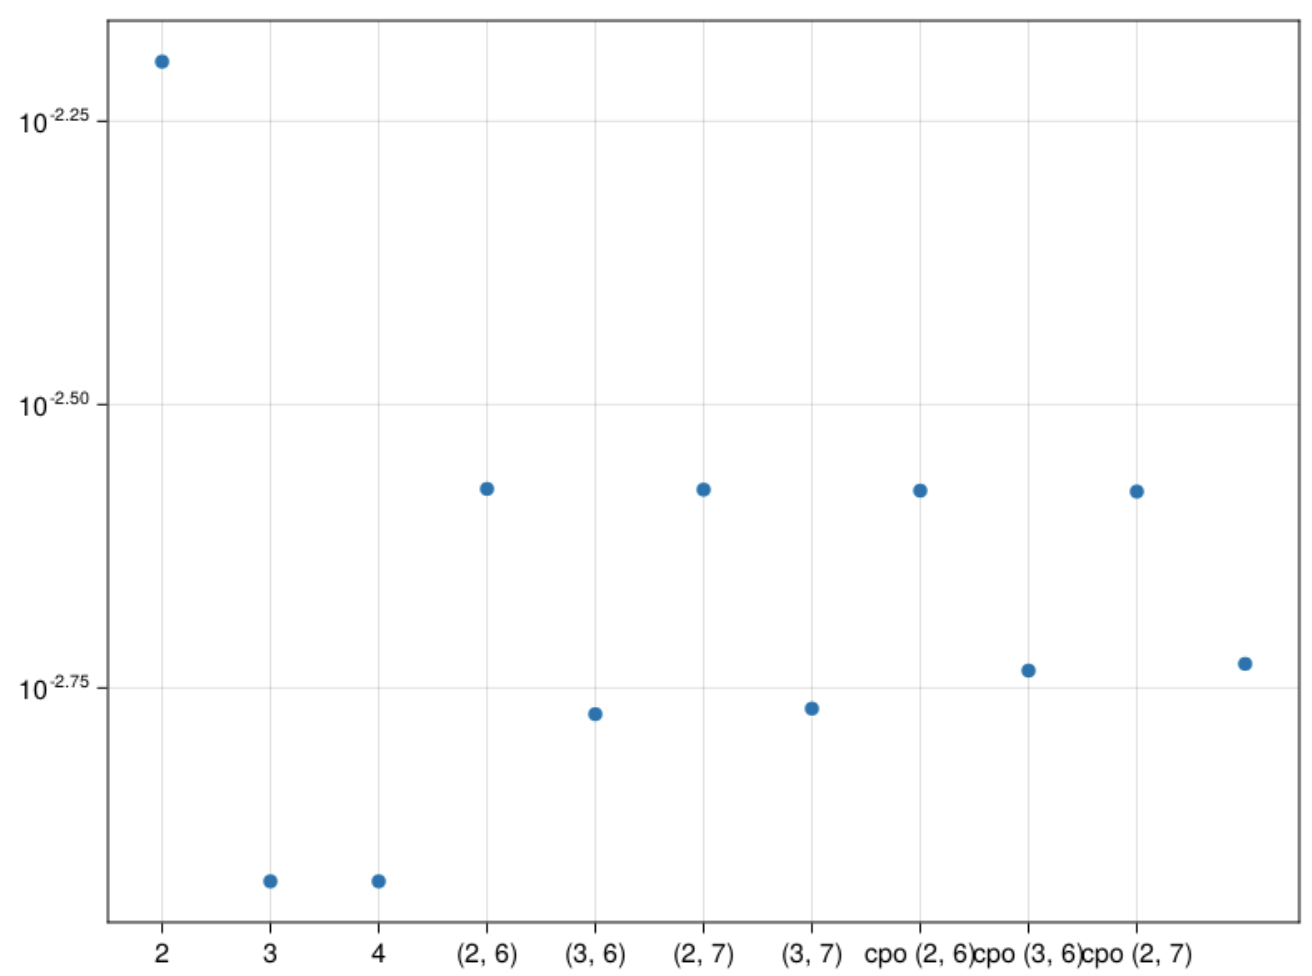 10-2.25
10-2.50
10-2.75
2 3 4 (2, 6) (3, 6) (2, 7) (3, 7) cpo (2, 6) cpo (3, 6) cpo (2, 7)